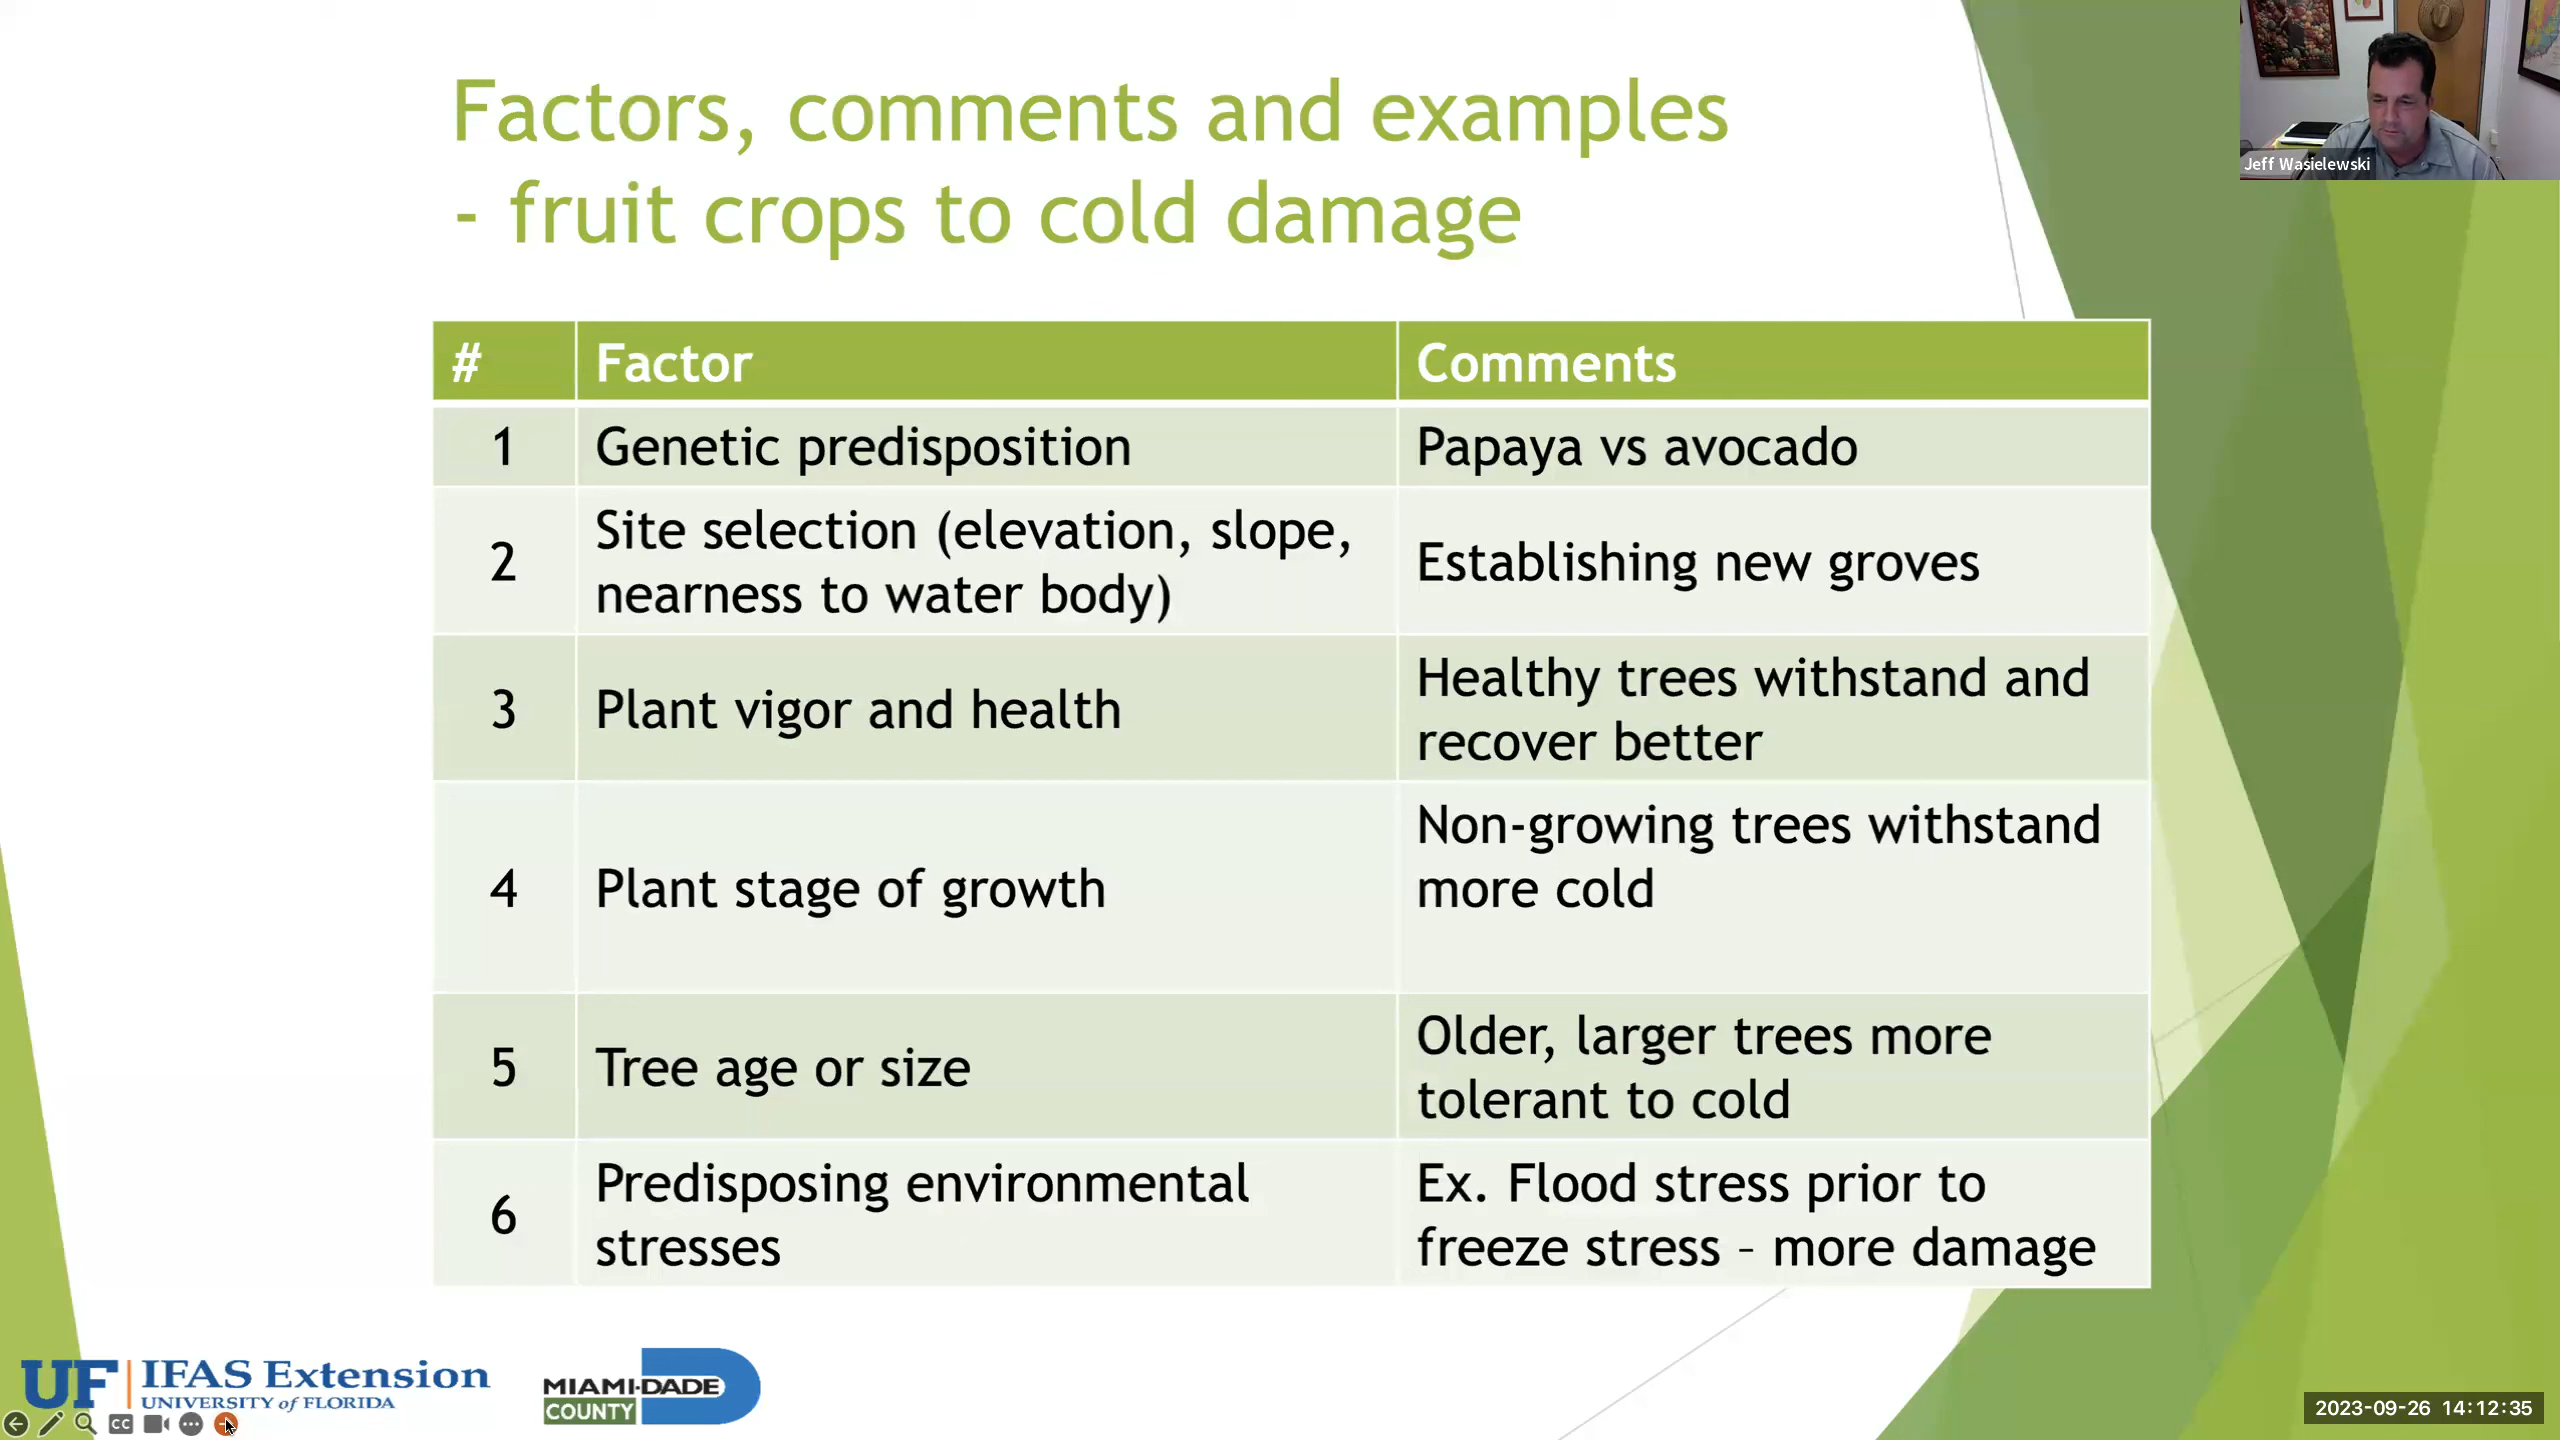 Factors, comments and examples
- fruit crops to cold damage
Jeff Wasielewski
# Factor Comments
1 Genetic predisposition Papaya vs avocado
2 Site selection (elevation, slope,
nearness to water body) Establishing new groves
3 Plant vigor and health Healthy trees withstand and
recover better
4 Plant stage of growth Non-growing trees withstand
more cold
5 Tree age or size Older, larger trees more
tolerant to cold
6 Predisposing environmental
stresses Ex. Flood stress prior to
freeze stress – more damage
UF IFAS Extension
UNIVERSITY of FLORIDA
MIAMI-DADE
COUNTY
CC
2023-09-26 14:12:35